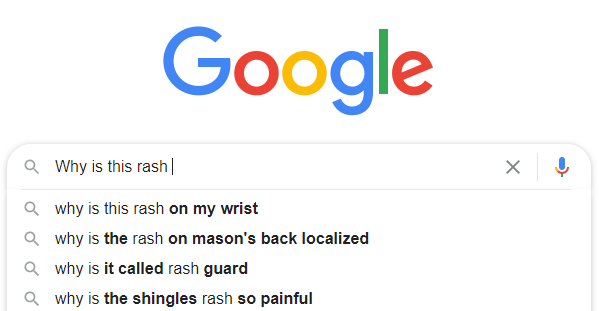 Google
Why is this rash
why is this rash on my wrist
why is the rash on mason's back localized
why is it called rash guard
why is the shingles rash so painful